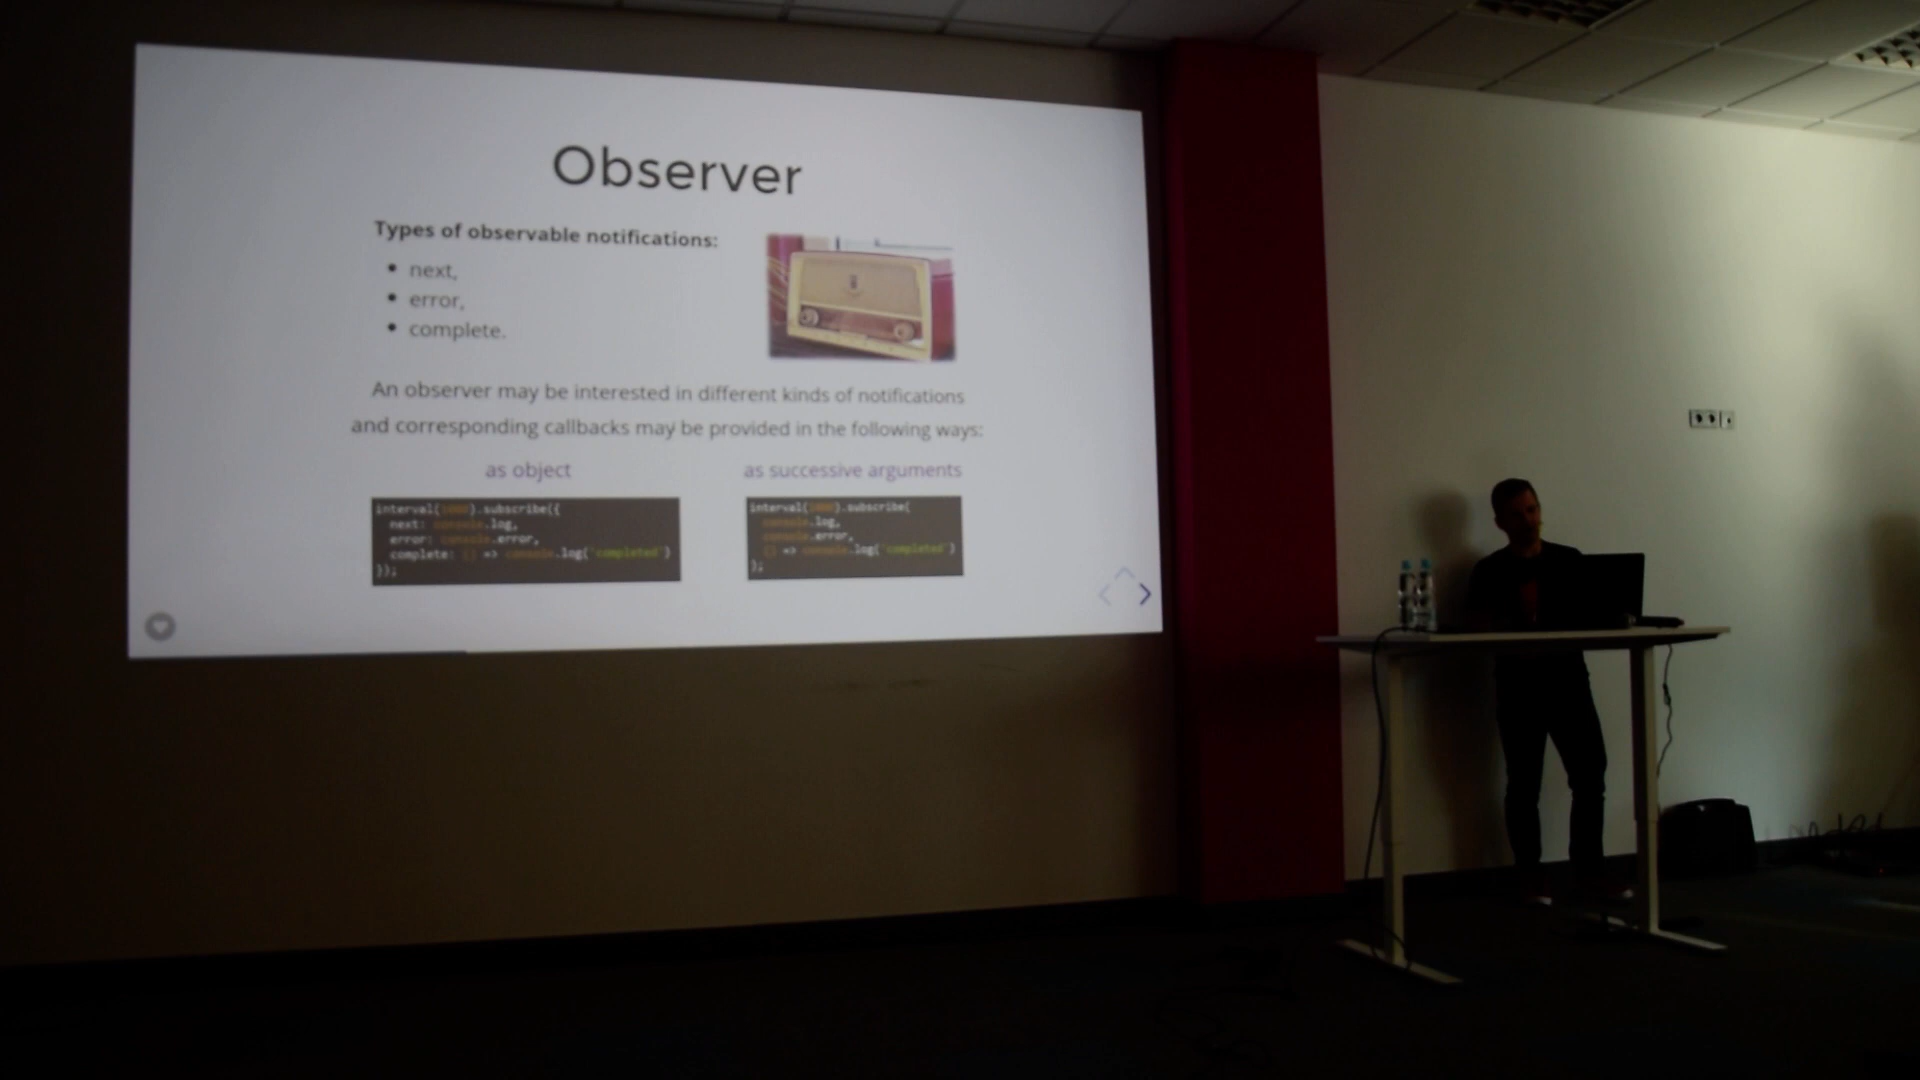 Observer
Types of observable notifications:
next,
error,
complete.
An observer may be interested in different kinds of notifications
and corresponding callbacks may be provided in the following ways:
as object
as successive arguments
interval(1000).subscribe({
next: console.log,
error: console.error,
complete: () => console.log('completed')
});
interval(1000).subscribe(
console.log,
console.error,
() => console.log('completed')
);